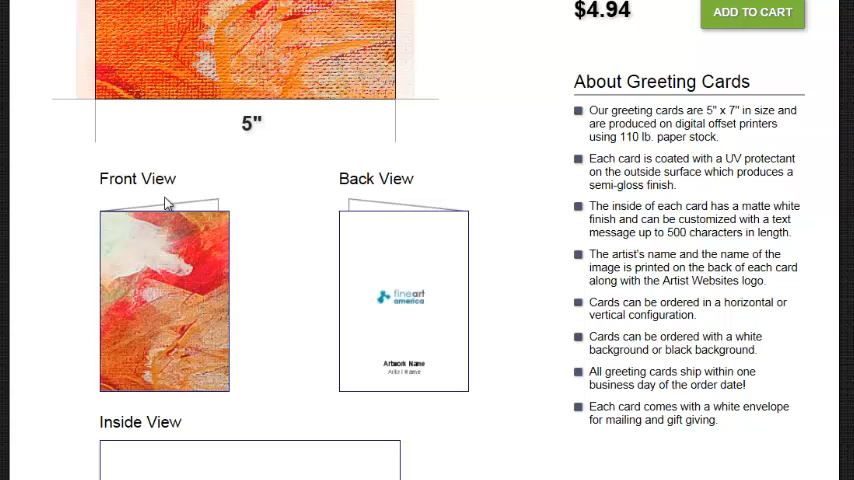 $4.94
ADD TO CART
About Greeting Cards
Our greeting cards are 5" x 7" in size and
are produced on digital offset printers
using 110 lb. paper stock.
Each card is coated with a UV protectant
on the outside surface which produces a
semi-gloss finish.
The inside of each card has a matte white
finish and can be customized with a text
message up to 500 characters in length.
The artist's name and the name of the
image is printed on the back of each card
along with the Artist Websites logo.
Cards can be ordered in a horizontal or
vertical configuration.
Cards can be ordered with a white
background or black background.
All greeting cards ship within one
business day of the order date!
Each card comes with a white envelope
for mailing and gift giving.
5"
Front View
Back View
fineart
america
Artwork Name
Artist Name
Inside View